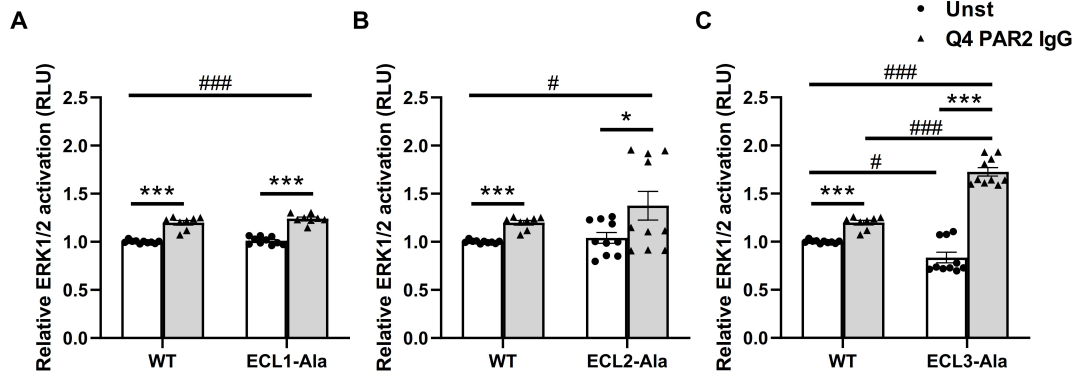 A
B
C
Unst
Q4 PAR2 IgG
Relative ERK1/2 activation (RLU)
2.5
2.0
1.5
1.0
0.5
0.0
###
***
***
WT
ECL1-Ala
Relative ERK1/2 activation (RLU)
2.5
2.0
1.5
1.0
0.5
0.0
#
*
***
WT
ECL2-Ala
Relative ERK1/2 activation (RLU)
2.5
2.0
1.5
1.0
0.5
0.0
###
***
###
#
***
WT
ECL3-Ala